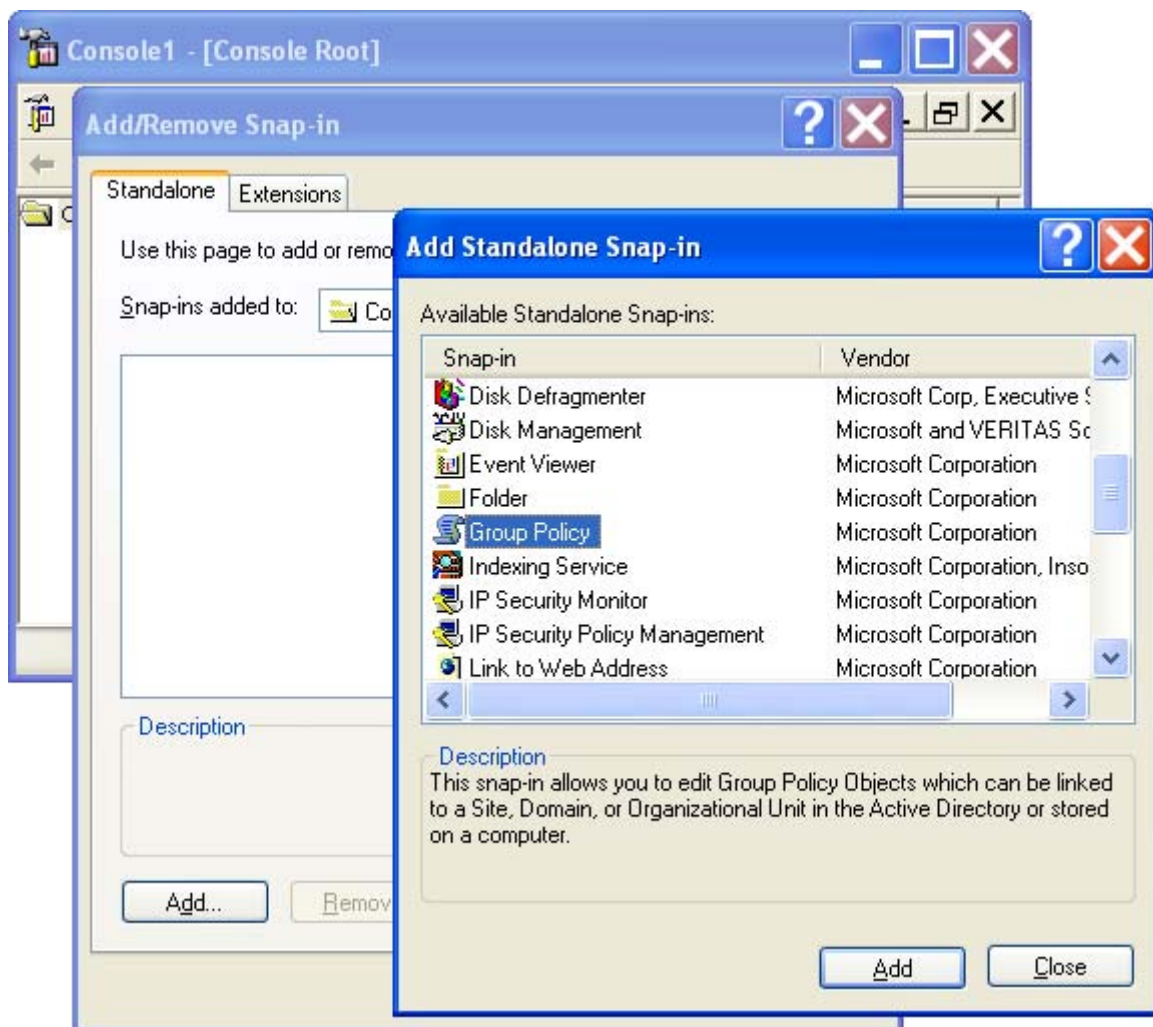 Console1 - [Console Root]
Add/Remove Snap-in
Standalone Extensions
Use this page to add or remo
Snap-ins added to: Co
Description
Add... Remov
Add Standalone Snap-in
Available Standalone Snap-ins:
Snap-in Vendor
Disk Defragmenter Microsoft Corp, Executive S
Disk Management Microsoft and VERITAS So
Event Viewer Microsoft Corporation
Folder Microsoft Corporation
Group Policy Microsoft Corporation
Indexing Service Microsoft Corporation, Inso
IP Security Monitor Microsoft Corporation
IP Security Policy Management Microsoft Corporation
Link to Web Address Microsoft Corporation
Description
This snap-in allows you to edit Group Policy Objects which can be linked
to a Site, Domain, or Organizational Unit in the Active Directory or stored
on a computer.
Add Close